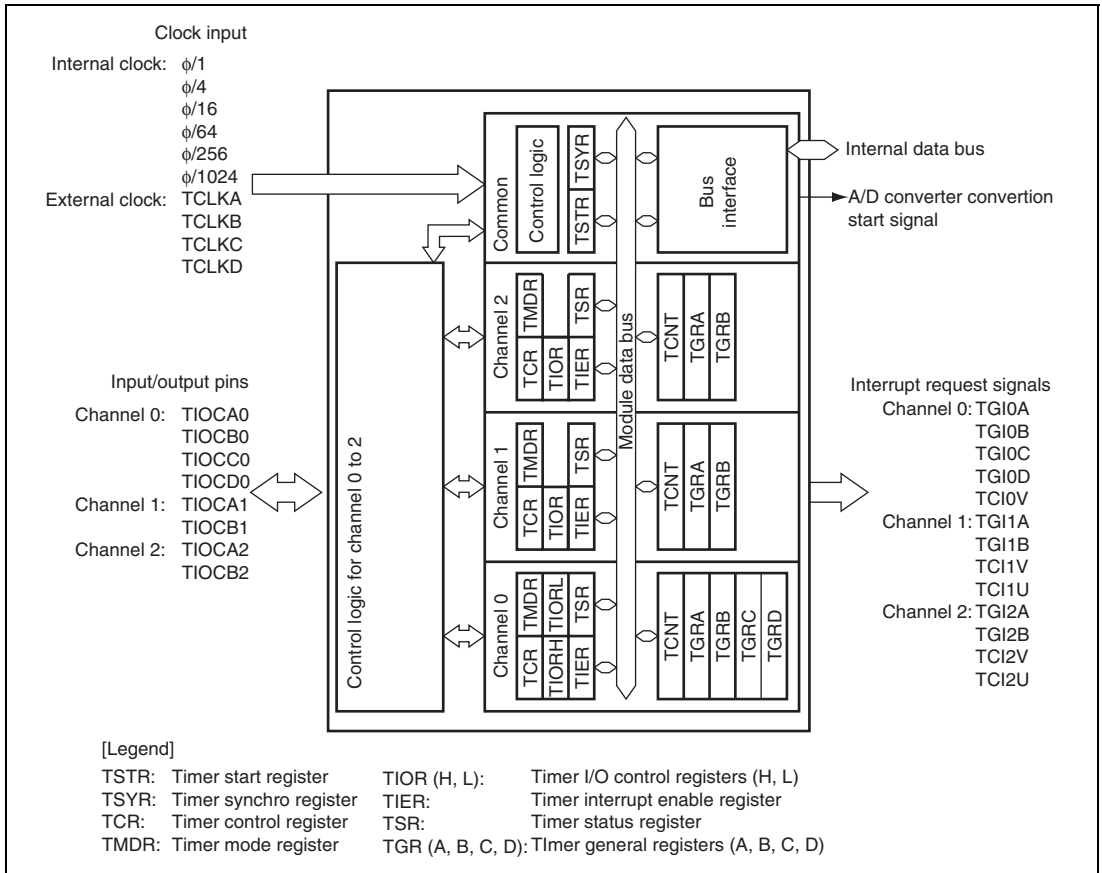 Clock input
Internal clock: ϕ/1
ϕ/4
ϕ/16
ϕ/64
ϕ/256
ϕ/1024
External clock: TCLKA
TCLKB
TCLKC
TCLKD
Input/output pins
Channel 0: TIOCA0
TIOCB0
TIOCC0
TIOCD0
Channel 1: TIOCA1
TIOCB1
Channel 2: TIOCA2
TIOCB2
Control logic for channel 0 to 2
Common
Control logic
TSTR TSYR
Bus
interface
Module data bus
Channel 2
TCR TMDR
TIOR
TIER TSR
TCNT
TGRA
TGRB
Channel 1
TCR TMDR
TIOR
TIER TSR
TCNT
TGRA
TGRB
Channel 0
TCR TMDR
TIORH TIORL
TIER TSR
TCNT
TGRA
TGRB
TGRC
TGRD
Internal data bus
A/D converter convertion
start signal
Interrupt request signals
Channel 0: TGI0A
TGI0B
TGI0C
TGI0D
TCI0V
Channel 1: TGI1A
TGI1B
TCI1V
TCI1U
Channel 2: TGI2A
TGI2B
TCI2V
TCI2U
[Legend]
TSTR: Timer start register
TSYR: Timer synchro register
TCR: Timer control register
TMDR: Timer mode register
TIOR (H, L): Timer I/O control registers (H, L)
TIER: Timer interrupt enable register
TSR: Timer status register
TGR (A, B, C, D): TImer general registers (A, B, C, D)